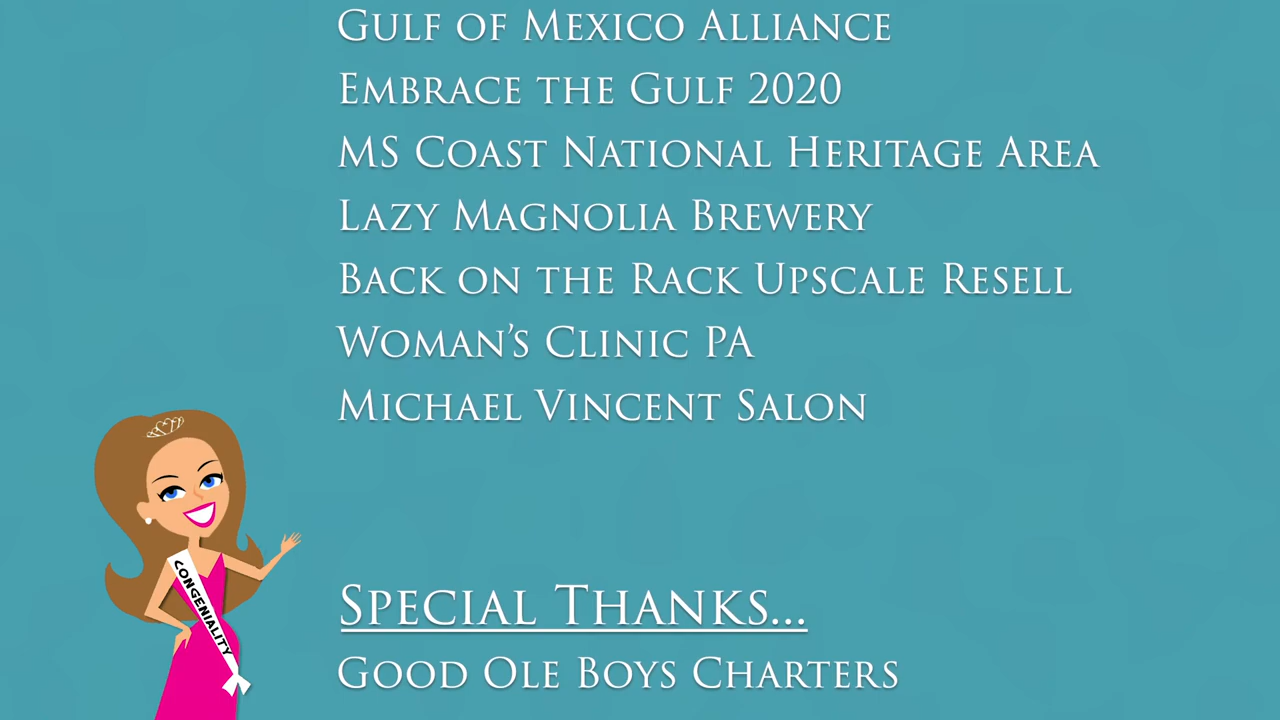 Gulf of Mexico Alliance
Embrace the Gulf 2020
MS Coast National Heritage Area
Lazy Magnolia Brewery
Back on the Rack Upscale Resell
Woman’s Clinic PA
Michael Vincent Salon
CONGENIALITY
Special Thanks...
Good Ole Boys Charters